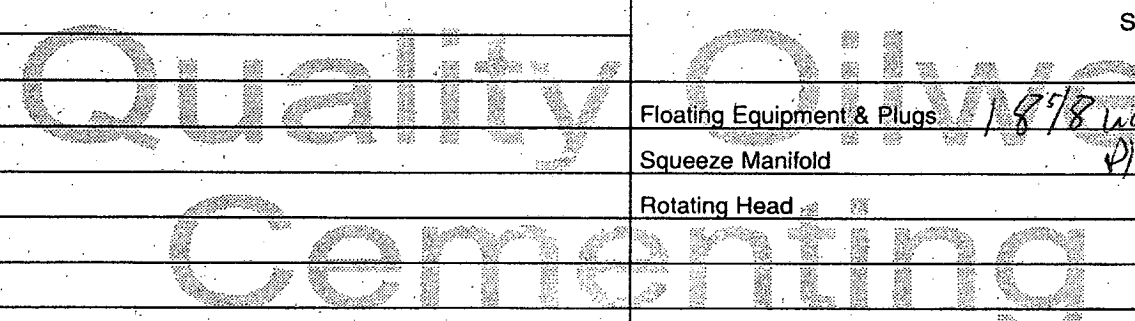 S
Quality Oilwe
Floating Equipment & Plugs 1 8 5/8
Squeeze Manifold
Rotating Head
Cementing